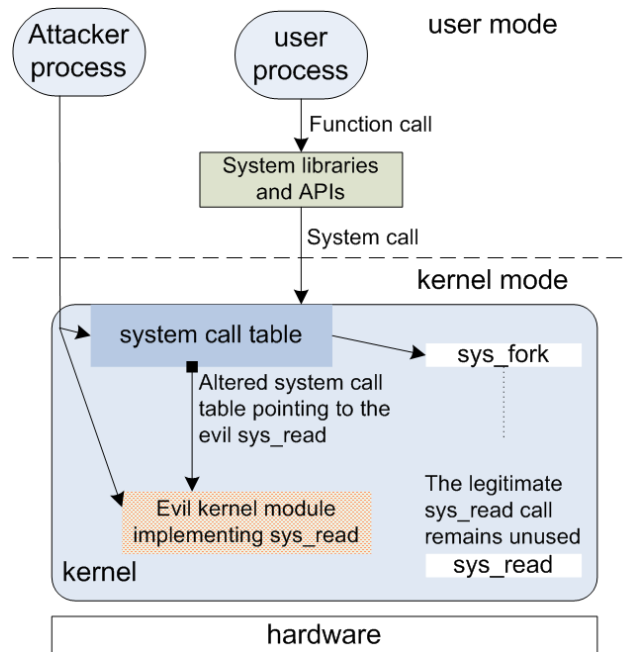 Attacker
process
user
process
user mode
Function call
System libraries
and APIs
System call
kernel mode
system call table
sys_fork
Altered system call
table pointing to the
evil sys_read
Evil kernel module
implementing sys_read
The legitimate
sys_read call
remains unused
sys_read
kernel
hardware